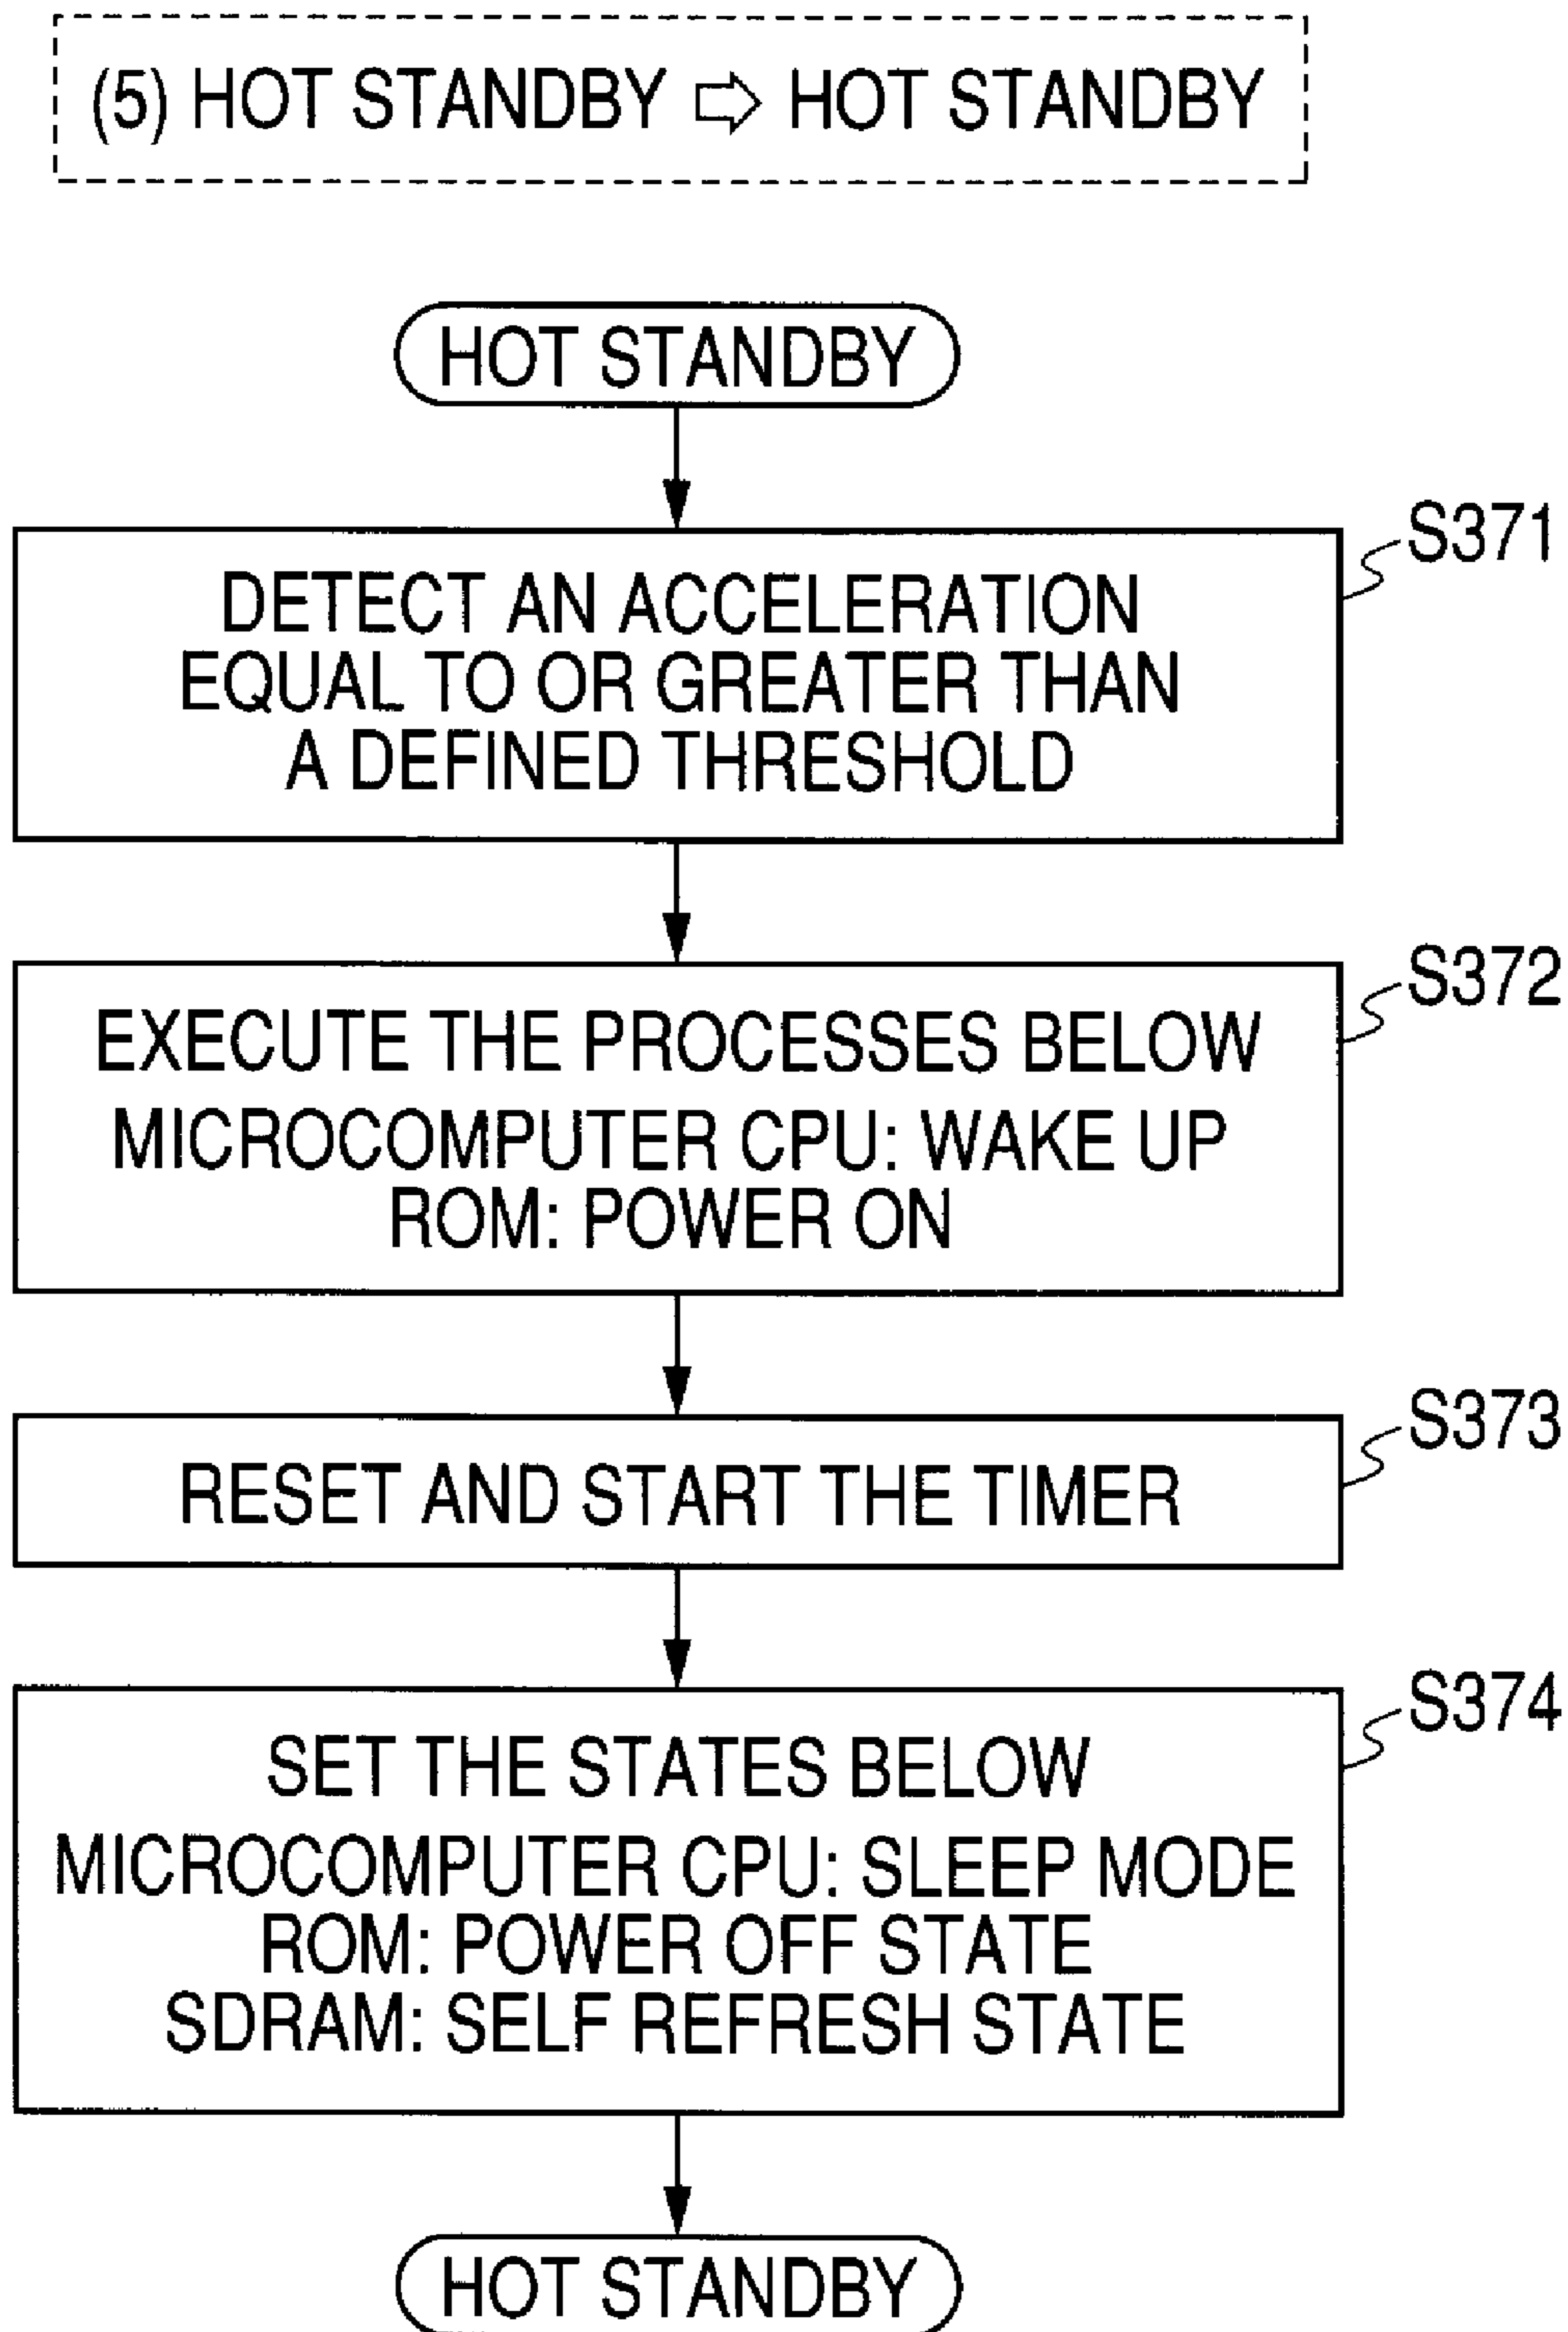 (5) HOT STANDBY ⇨ HOT STANDBY
HOT STANDBY
S371
DETECT AN ACCELERATION
EQUAL TO OR GREATER THAN
A DEFINED THRESHOLD
S372
EXECUTE THE PROCESSES BELOW
MICROCOMPUTER CPU: WAKE UP
ROM: POWER ON
S373
RESET AND START THE TIMER
S374
SET THE STATES BELOW
MICROCOMPUTER CPU: SLEEP MODE
ROM: POWER OFF STATE
SDRAM: SELF REFRESH STATE
HOT STANDBY